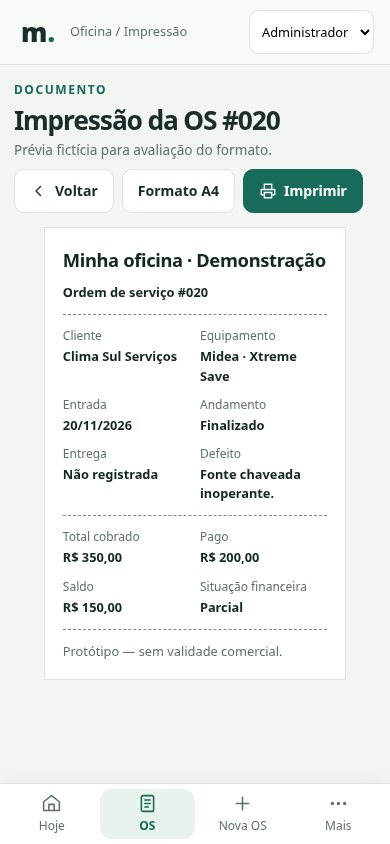 m. Oficina / Impressão Administrador
DOCUMENTO
Impressão da OS #020
Prévia fictícia para avaliação do formato.
Voltar Formato A4 Imprimir
Minha oficina · Demonstração
Ordem de serviço #020
Cliente Equipamento
Clima Sul Serviços Midea · Xtreme
Save
Entrada Andamento
20/11/2026 Finalizado
Entrega Defeito
Não registrada Fonte chaveada
inoperante.
Total cobrado Pago
R$ 350,00 R$ 200,00
Saldo Situação financeira
R$ 150,00 Parcial
Protótipo — sem validade comercial.
Hoje OS Nova OS Mais